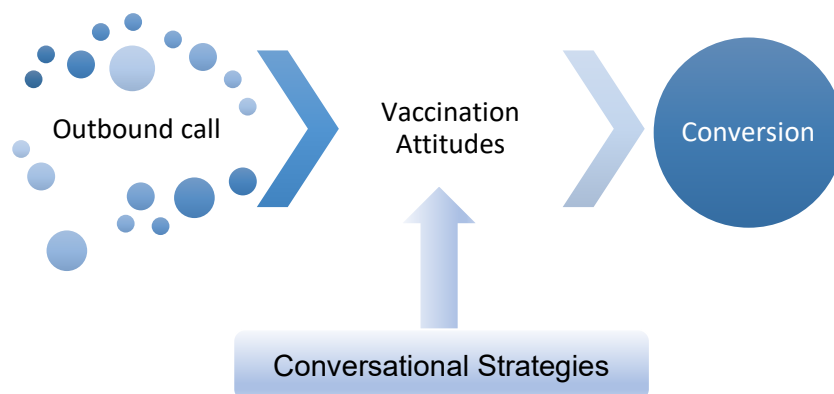 Outbound call
Vaccination
Attitudes
Conversion
Conversational Strategies